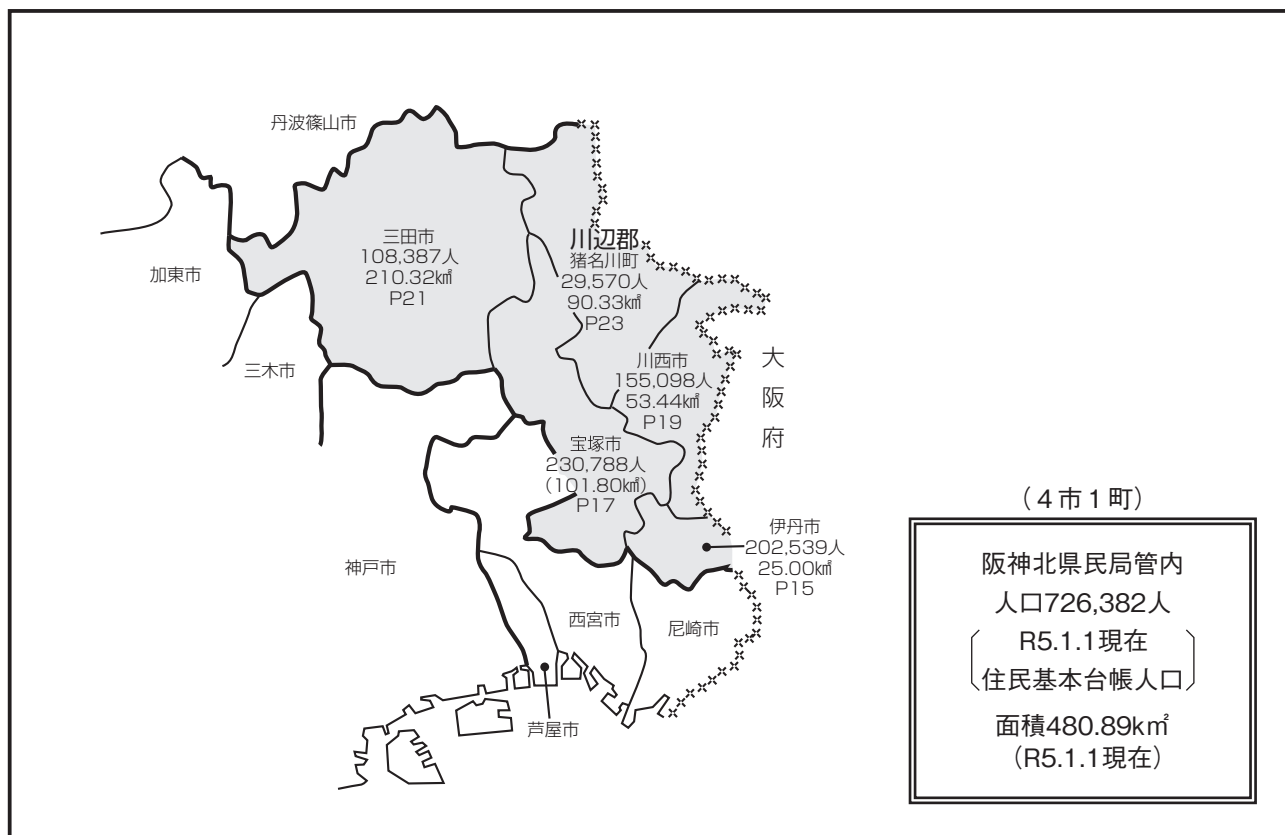 丹波篠山市
三田市
108,387人
210.32㎢
P21
川辺郡
猪名川町
29,570人
90.33㎢
P23
加東市
三木市
川西市
155,098人
53.44㎢
P19
大阪府
宝塚市
230,788人
(101.80㎢)
P17
伊丹市
202,539人
25.00㎢
P15
神戸市
西宮市
尼崎市
芦屋市
（4市1町）
阪神北県民局管内
人口726,382人
R5.1.1現在
住民基本台帳人口
面積480.89k㎡
（R5.1.1現在）